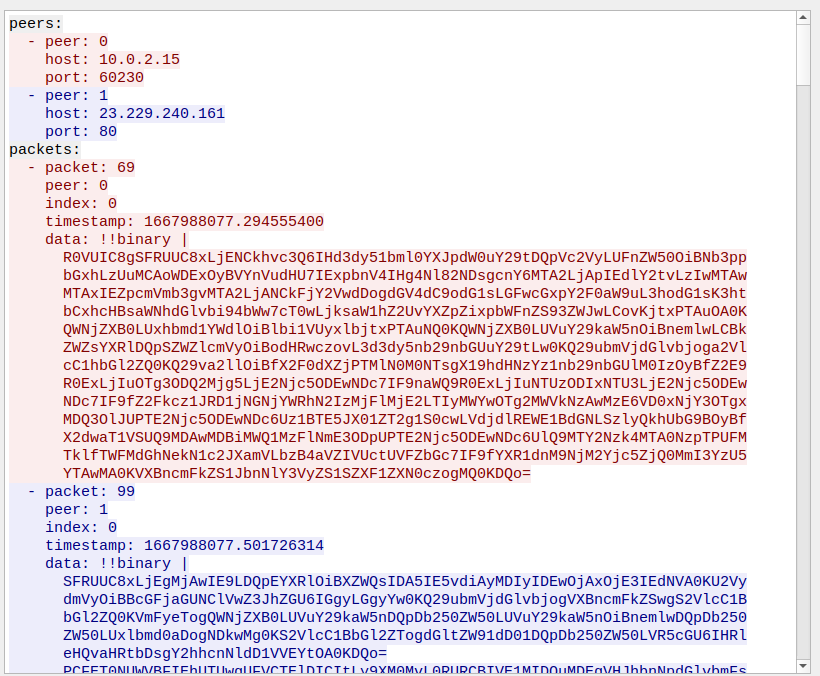 peers:
- peer: 0
host: 10.0.2.15
port: 60230
- peer: 1
host: 23.229.240.161
port: 80
packets:
- packet: 69
peer: 0
index: 0
timestamp: 1667988077.294555400
data: !!binary |
R0VUIC8gSFRUUC8xLjENCkhvc3Q6IHd3dy51bml0YXJpdW0uY29tDQpVc2VyLUFnZW50OiBNb3pp
bGxhLzUuMCAoWDExOyBVYnVudHU7IExpbnV4IHg4Nl82NDsgcnY6MTA2LjApIEdlY2tvLzIwMTAw
MTAxIEZpcmVmb3gvMTA2LjANCkFjY2VwdDogdGV4dC9odG1sLGFwcGxpY2F0aW9uL3hodG1sK3ht
bCxhcHBsaWNhdGlvbi94bWw7cT0wLjksaW1hZ2UvYXZpZixpbWFnZS93ZWJwLCovKjtxPTAuOA0K
QWNjZXB0LUxhbmd1YWdlOiBlbi1VUyxlbjtxPTAuNQ0KQWNjZXB0LUVuY29kaW5nOiBnemlwLCBk
ZWZsYXRlDQpSZWZlcmVyOiBodHRwczovL3d3dy5nb29nbGUuY29tLw0KQ29ubmVjdGlvbjoga2Vl
cC1hbGl2ZQ0KQ29va2llOiBfX2F0dXZjPTMlN0M0NTsgX19hdHNzYz1nb29nbGUlM0IzOyBfZ2E9
R0ExLjIuOTg3ODQ2Mjg5LjE2Njc5ODEwNDc7IF9naWQ9R0ExLjIuNTUzODIxNTU3LjE2Njc5ODEw
NDc7IF9fZ2Fkcz1JRD1jNGNjYWRhN2IzMjFlMjE2LTIyMWYwOTg2MWVkNzAwMzE6VD0xNjY3OTgx
MDQ3OlJUPTE2Njc5ODEwNDc6Uz1BTE5JX01ZT2g1S0cwLVdjdlREWE1BdGNLSzlyQkhUbG9BOyBf
X2dwaT1VSUQ9MDAwMDBiMWQ1MzFlNmE3ODpUPTE2Njc5ODEwNDc6UlQ9MTY2Nzk4MTA0NzpTPUFM
TklfTWFMdGhNekN1c2JXamVLbzB4aVZIVUctUUVFZbGc7IF9fYXR1dnM9NjM2Yjc5ZjQ0MmI3YzU5
YTAwMA0KVXBncmFkZS1JbnNlY3VyZS1SZXF1ZXN0czogMQ0KDQo=
- packet: 99
peer: 1
index: 0
timestamp: 1667988077.501726314
data: !!binary |
SFRUUC8xLjEgMjAwIE9LDQpEYXRlOiBXZWQsIDA5IE5vdiAyMDIyIDEwOjAxOjE3IEdNVA0KU2Vy
dmVyOiBBcGFjaGUNClVwZ3JhZGU6IGgyLGgyYw0KQ29ubmVjdGlvbjogVXBncmFkZSwgS2VlcC1B
bGl2ZQ0KVmFyeTogQWNjZXB0LUVuY29kaW5nDQpDb250ZW50LUVuY29kaW5nOiBnemlwDQpDb250
ZW50LUxlbmd0aDogNDkwMg0KS2VlcC1BbGl2ZTogdGltZW91dD01DQpDb250ZW50LVR5cGU6IHRl
eHQvaHRtbDsgY2hhcnNldD1VVEYtOA0KDQo=